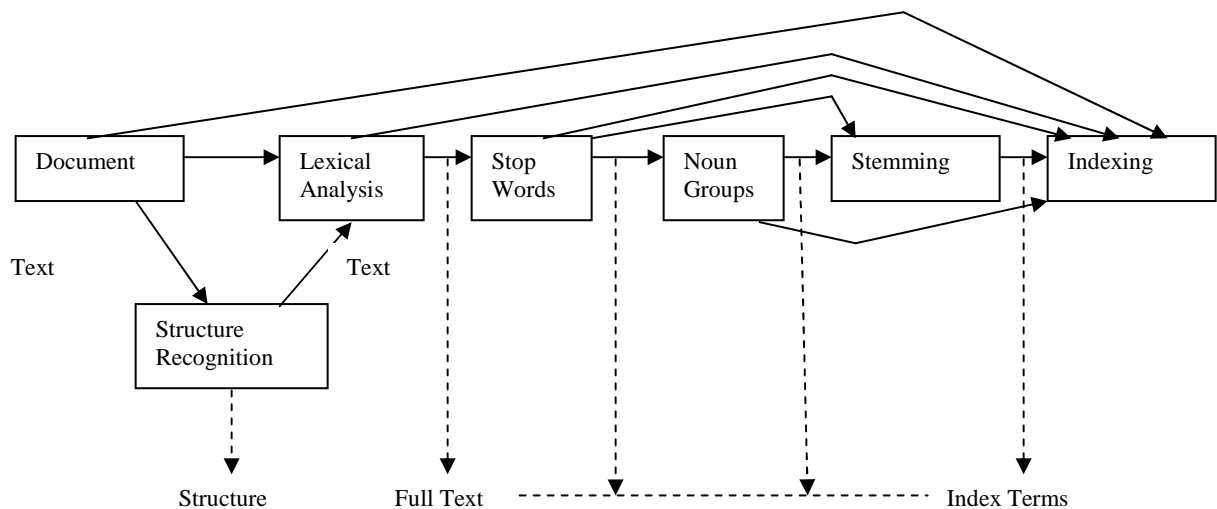 Document
Lexical
Analysis
Stop
Words
Noun
Groups
Stemming
Indexing
Text
Text
Structure
Recognition
Structure
Full Text
Index Terms